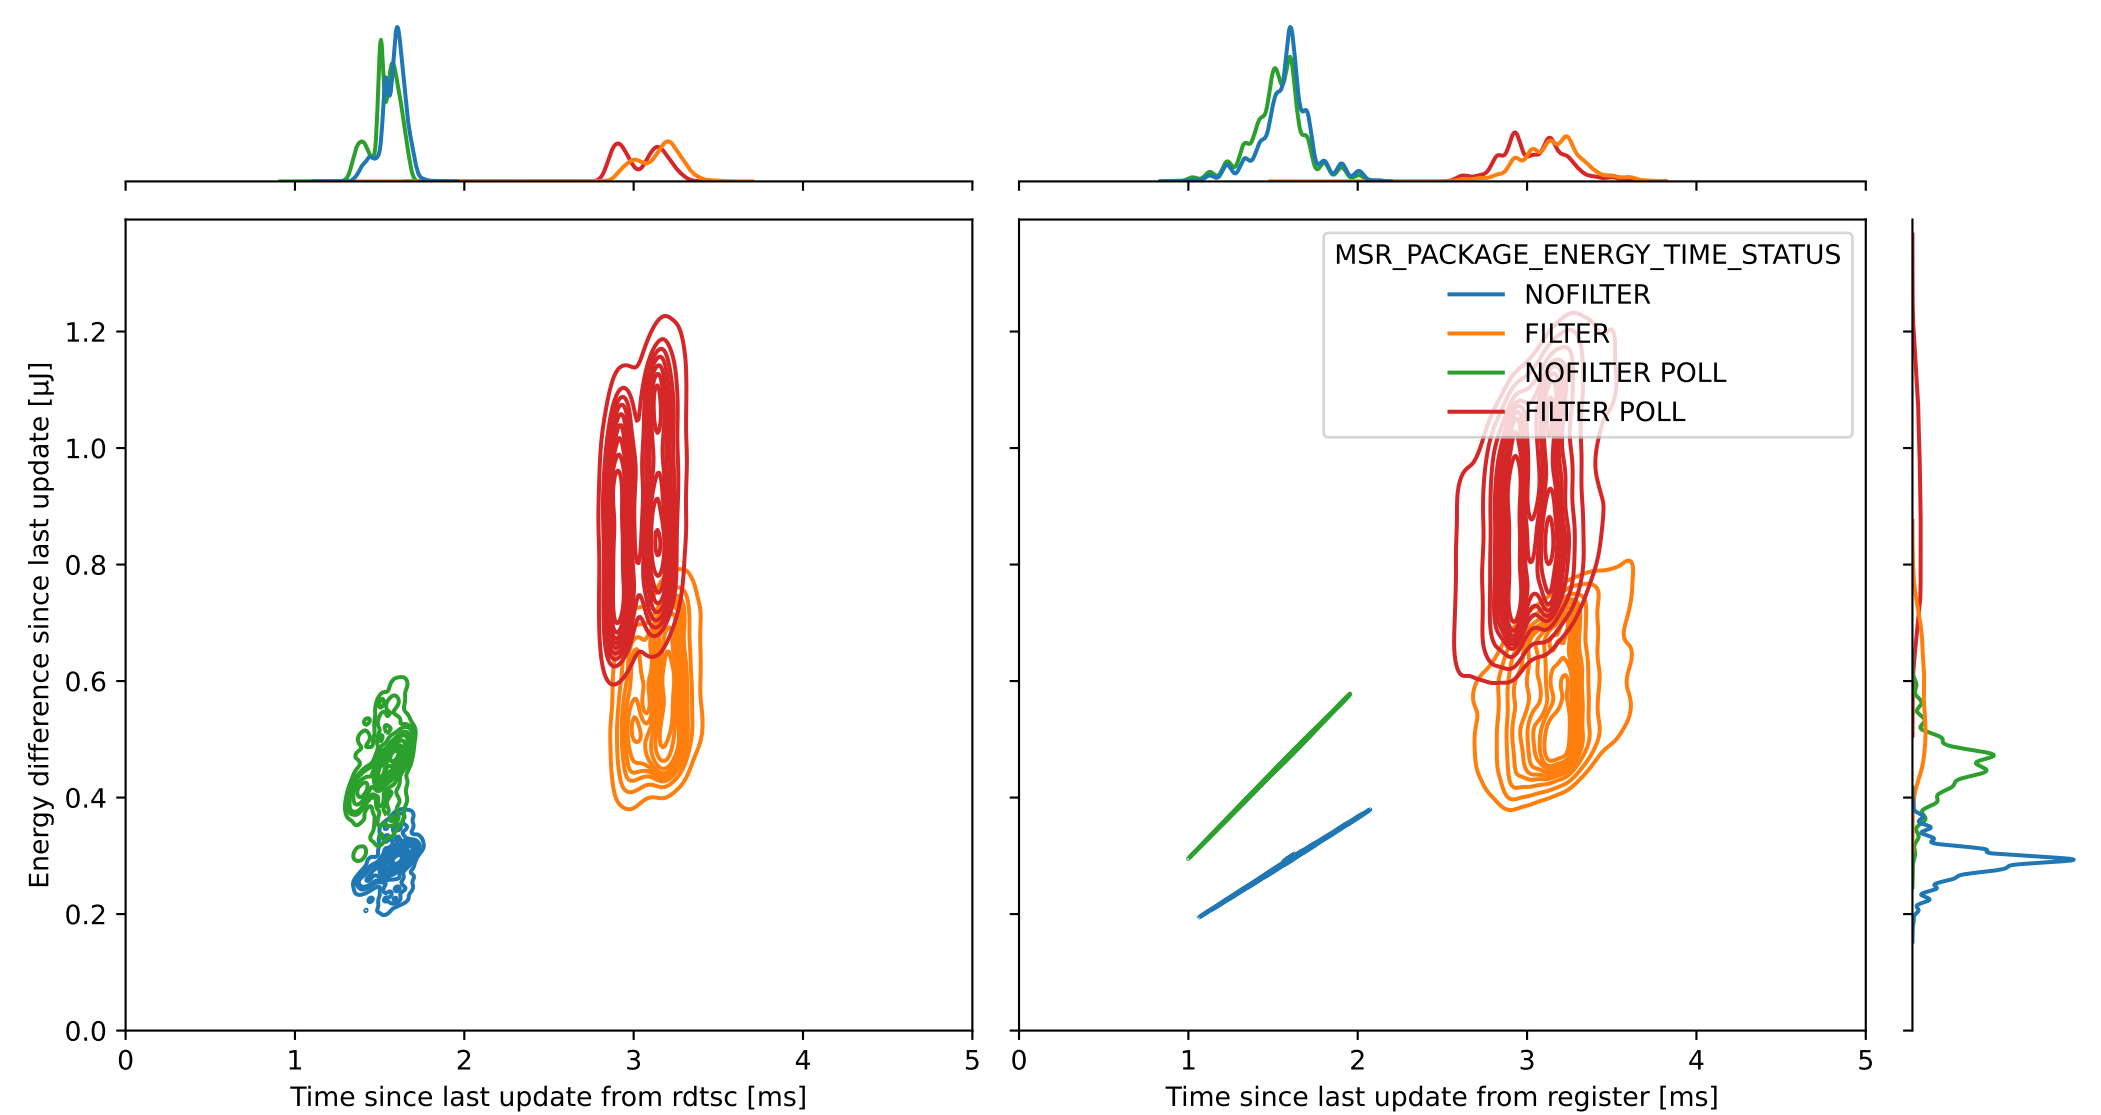 MSR_PACKAGE_ENERGY_TIME_STATUS
NOFILTER
FILTER
NOFILTER POLL
FILTER POLL
Energy difference since last update [µJ]
1.2
1.0
0.8
0.6
0.4
0.2
0.0
0 1 2 3 4 5
0 1 2 3 4 5
Time since last update from rdtsc [ms]
Time since last update from register [ms]